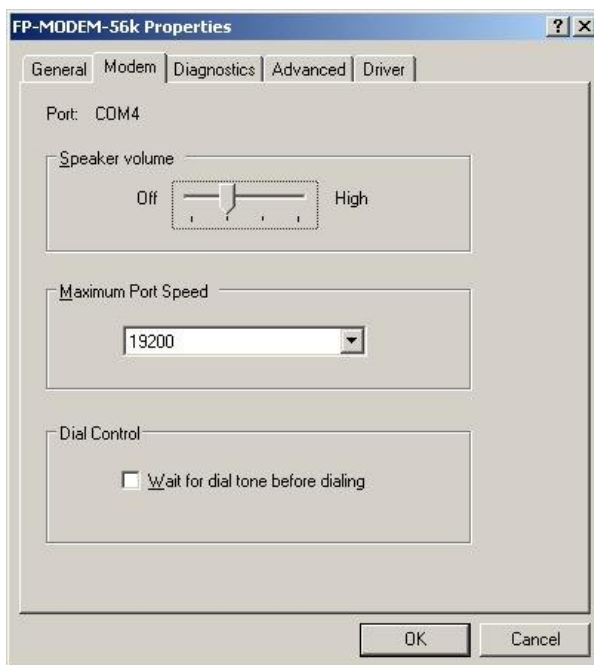 FP-MODEM-56k Properties
General Modem Diagnostics Advanced Driver
Port: COM4
Speaker volume
Off High
Maximum Port Speed
19200
Dial Control
Wait for dial tone before dialing
OK Cancel